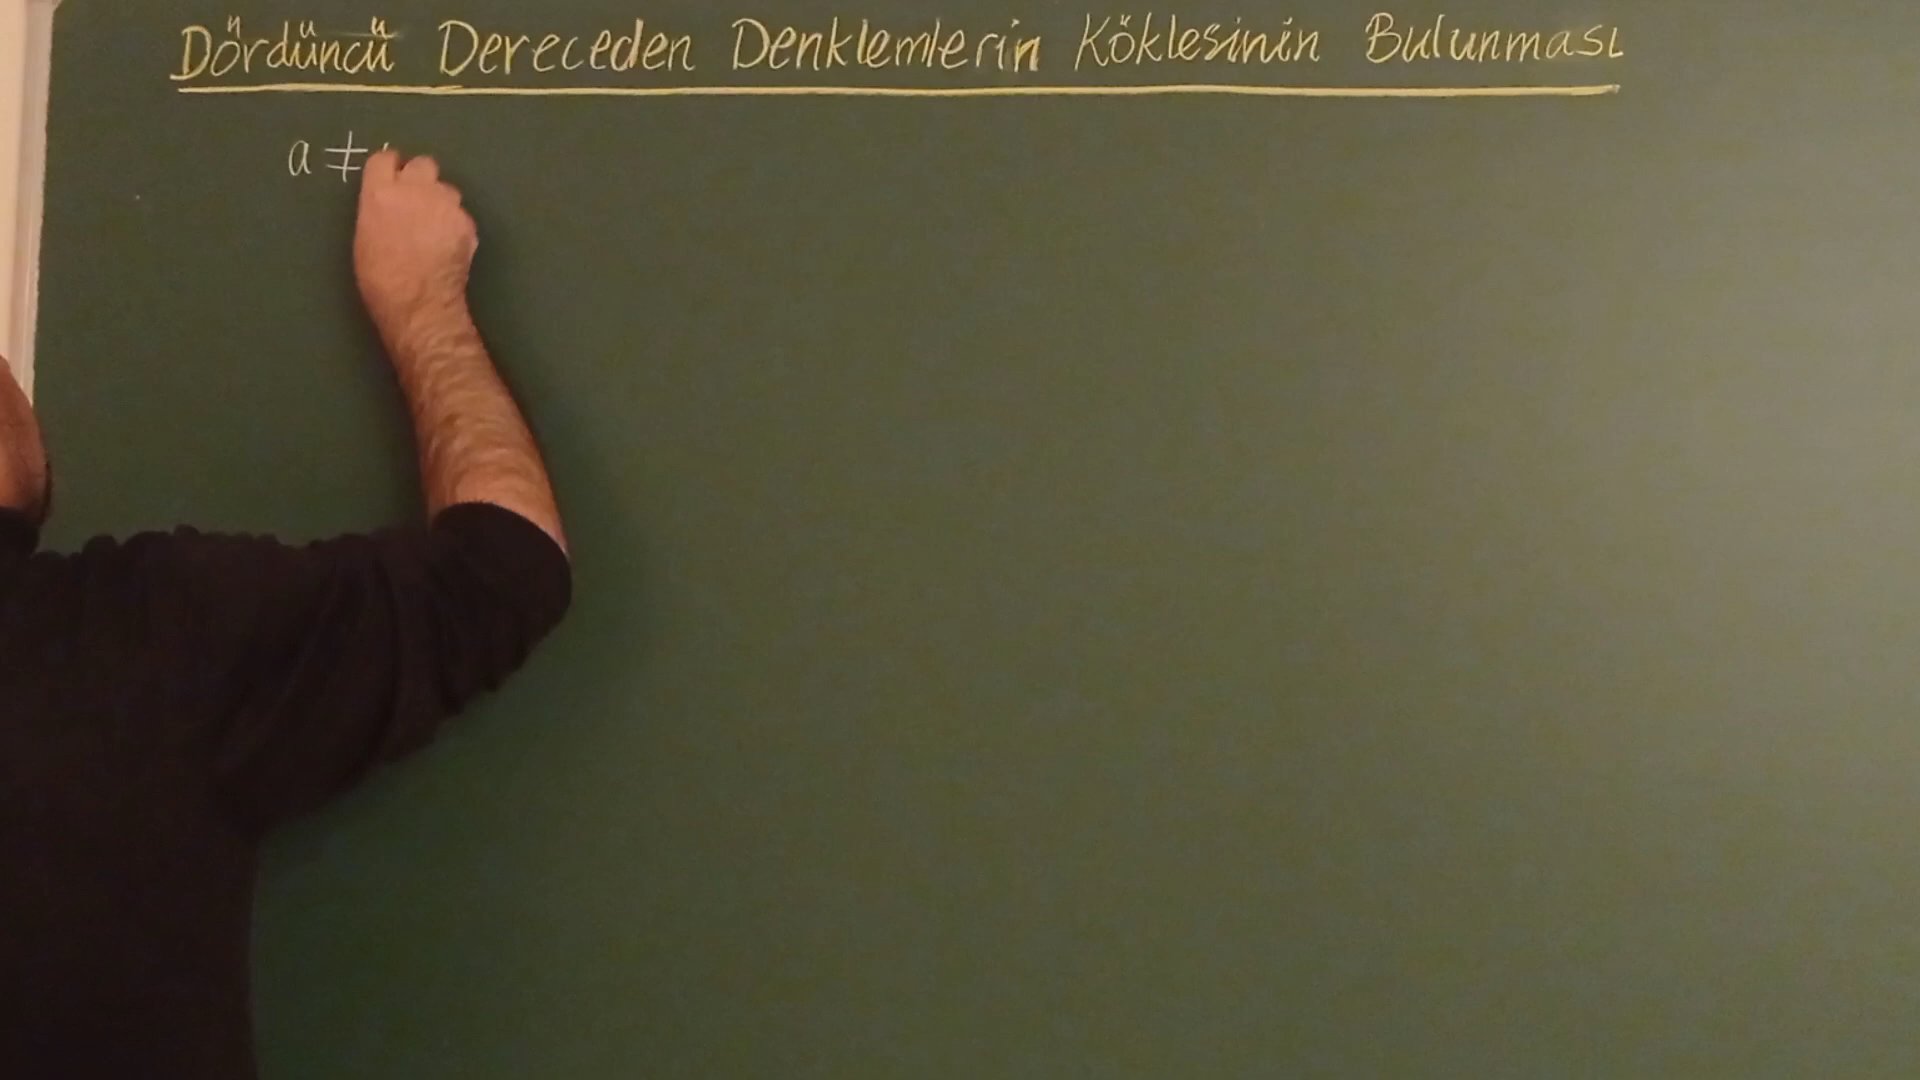 Dördüncü Dereceden Denklemlerin Köklesinin Bulunması
a ≠